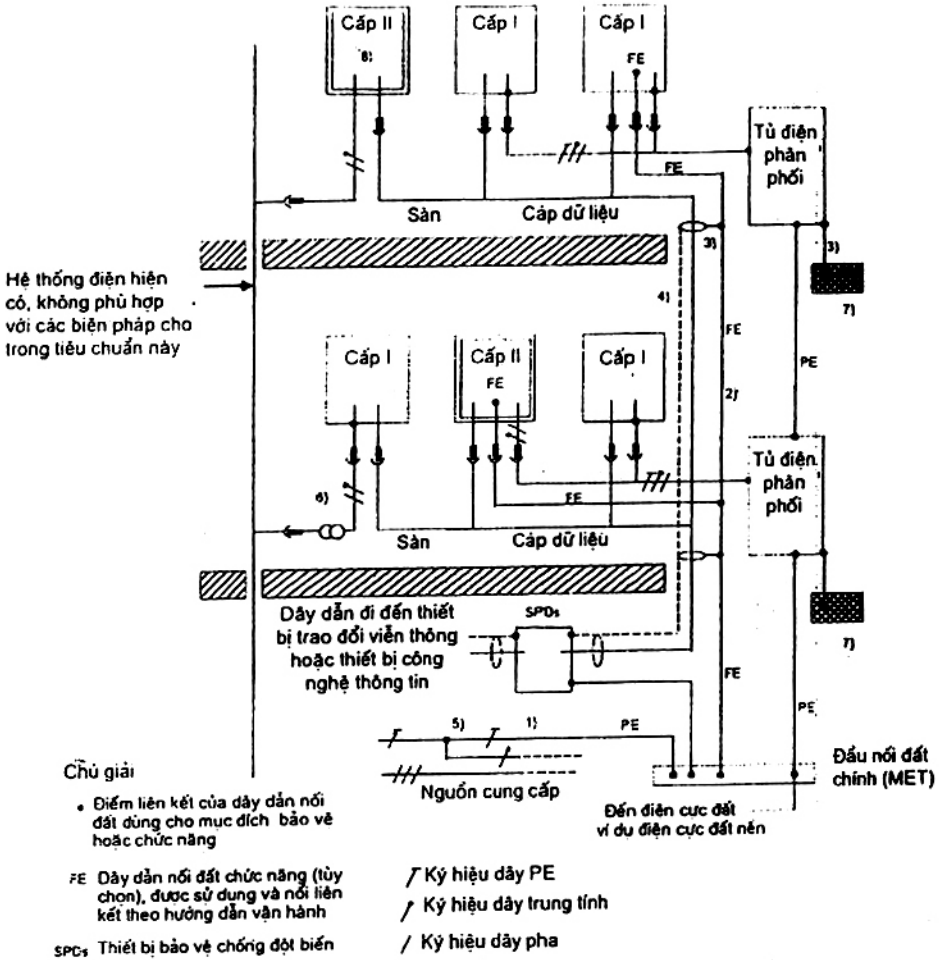 Cấp II
8)
Cấp I
Cấp I
FE
Tủ điện
phân
phối
FE
Sàn
Cáp dữ liệu
3)
3)
7)
4)
Hệ thống điện hiện
có, không phù hợp
với các biện pháp cho
trong tiêu chuẩn này
FE
PE
2)
Cấp I
Cấp II
FE
Cấp I
Tủ điện
phân
phối
6)
FE
Sàn
Cáp dữ liệu
7)
Dây dẫn đi đến thiết
bị trao đổi viễn thông
hoặc thiết bị công
nghệ thông tin
SPDs
FE
PE
5)
1)
PE
Nguồn cung cấp
Đầu nối đất
chính (MET)
Đến điện cực đất
ví dụ điện cực đất nền
Chú giải
• Điểm liên kết của dây dẫn nối
đất dùng cho mục đích bảo vệ
hoặc chức năng
FE Dây dẫn nối đất chức năng (tùy
chọn), được sử dụng và nối liên
kết theo hướng dẫn vận hành
SPDs Thiết bị bảo vệ chống đột biến
Ký hiệu dây PE
Ký hiệu dây trung tính
Ký hiệu dây pha